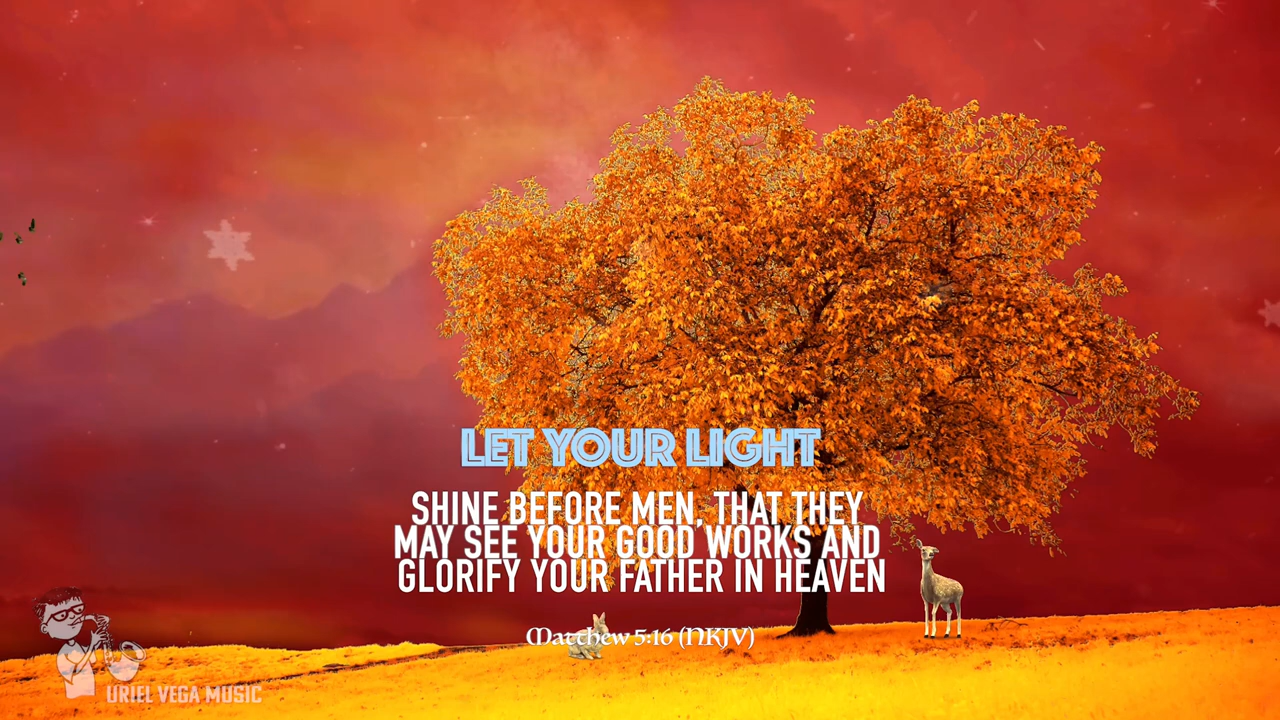 LET YOUR LIGHT
SHINE BEFORE MEN, THAT THEY
MAY SEE YOUR GOOD WORKS AND
GLORIFY YOUR FATHER IN HEAVEN
Matthew 5:16 (NKJV)
URIEL VEGA MUSIC